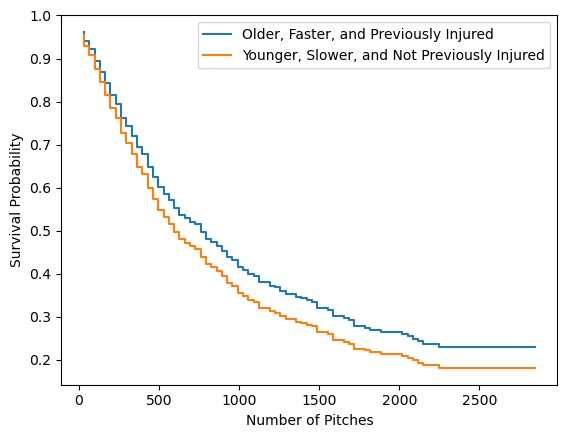 1.0
0.9
0.8
0.7
0.6
0.5
0.4
0.3
0.2
Survival Probability
Older, Faster, and Previously Injured
Younger, Slower, and Not Previously Injured
0 500 1000 1500 2000 2500
Number of Pitches